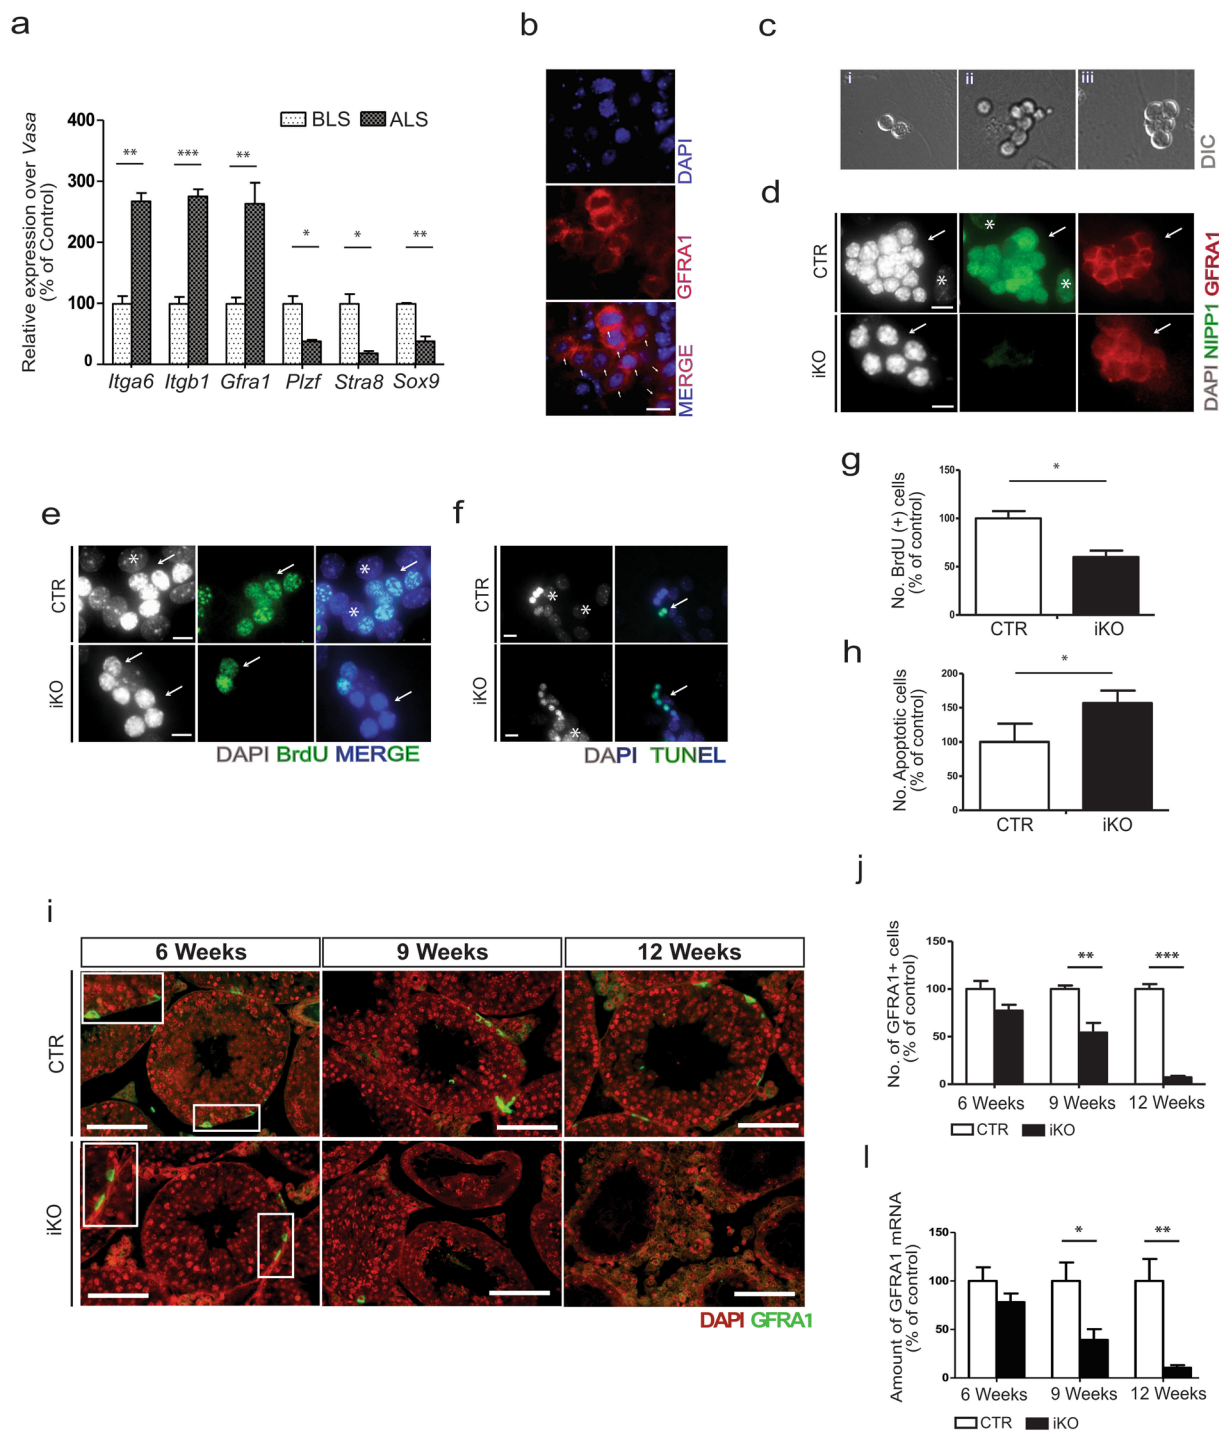 a
Relative expression over Vasa
(% of Control)
BLS ALS
400
300
200
100
0
** *** ** * * **
Itga6 Itgb1 Gfra1 Plzf Stra8 Sox9
b
DAPI
GFRA1
MERGE
c
i ii iii
DIC
d
CTR
iKO
* * *
DAPI NIPP1 GFRA1
e
CTR
iKO
* * *
DAPI BrdU MERGE
f
CTR
iKO
* * *
DAPI TUNEL
g
No. BrdU (+) cells
(% of control)
150
100
50
0
*
CTR iKO
h
No. Apoptotic cells
(% of control)
200
150
100
50
0
*
CTR iKO
i
6 Weeks 9 Weeks 12 Weeks
CTR
iKO
DAPI GFRA1
j
No. of GFRA1+ cells
(% of control)
150
100
50
0
** ***
6 Weeks 9 Weeks 12 Weeks
CTR iKO
l
Amount of GFRA1 mRNA
(% of control)
150
100
50
0
* **
6 Weeks 9 Weeks 12 Weeks
CTR iKO